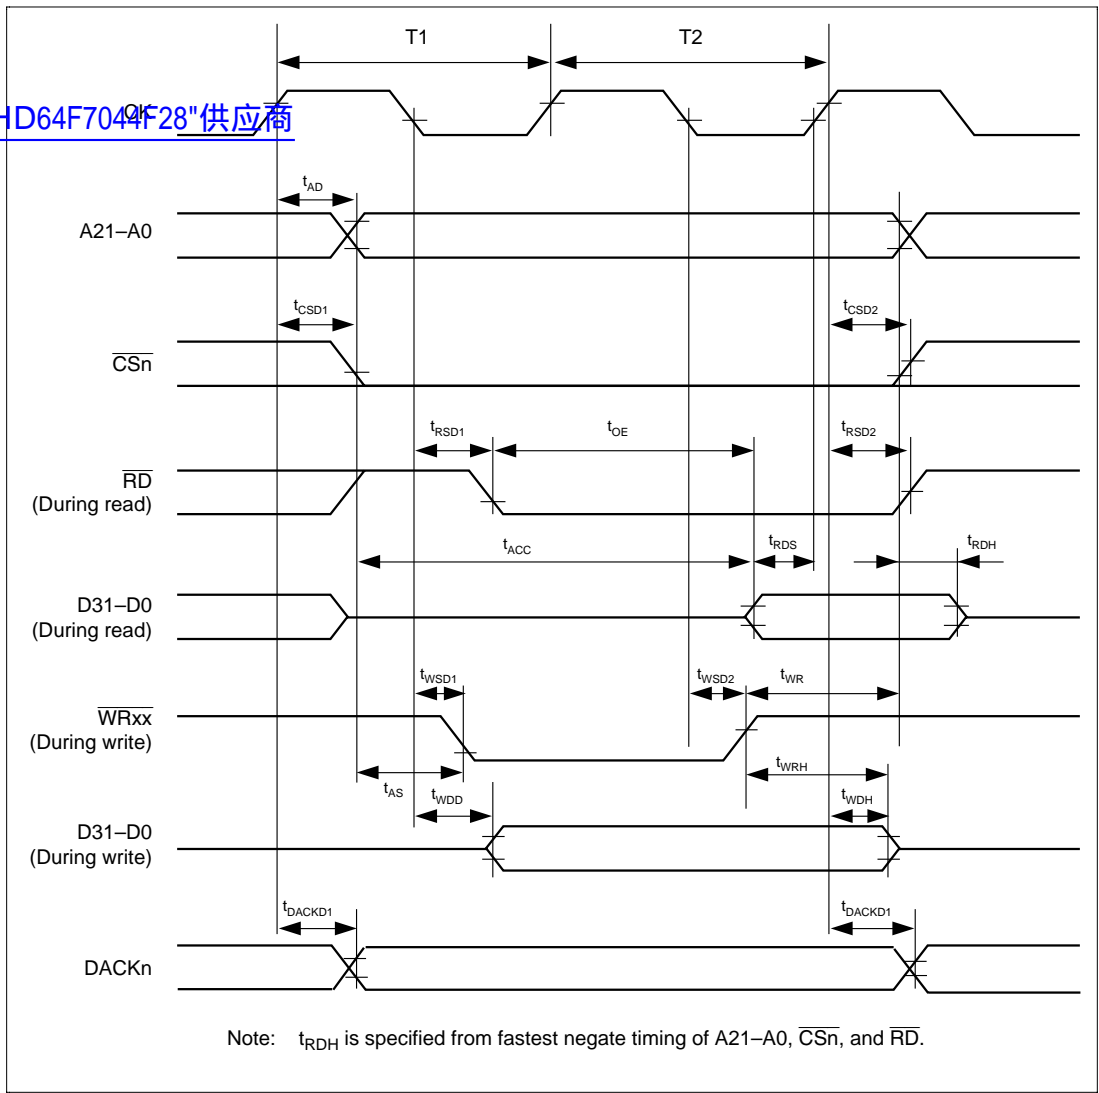 T1 T2
CK
HD64F7044F28"供应商
tAD
A21–A0
tCSD1 tCSD2
CSn
tRSD1 tOE tRSD2
RD
(During read)
tACC tRDS tRDH
D31–D0
(During read)
tWSD1 tWSD2 tWR
WRxx
(During write)
tWRH
tAS tWDD tWDH
D31–D0
(During write)
tDACKD1 tDACKD1
DACKn
Note: tRDH is specified from fastest negate timing of A21–A0, CSn, and RD.